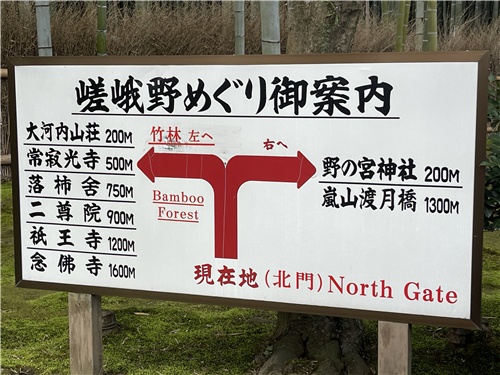 嵯峨野めぐり御案内
大河内山荘 200M
常寂光寺 500M
落柿舎 750M
二尊院 900M
祇王寺 1200M
念佛寺 1600M
竹林 左へ
Bamboo
Forest
右へ
野の宮神社 200M
嵐山渡月橋 1300M
現在地(北門)North Gate